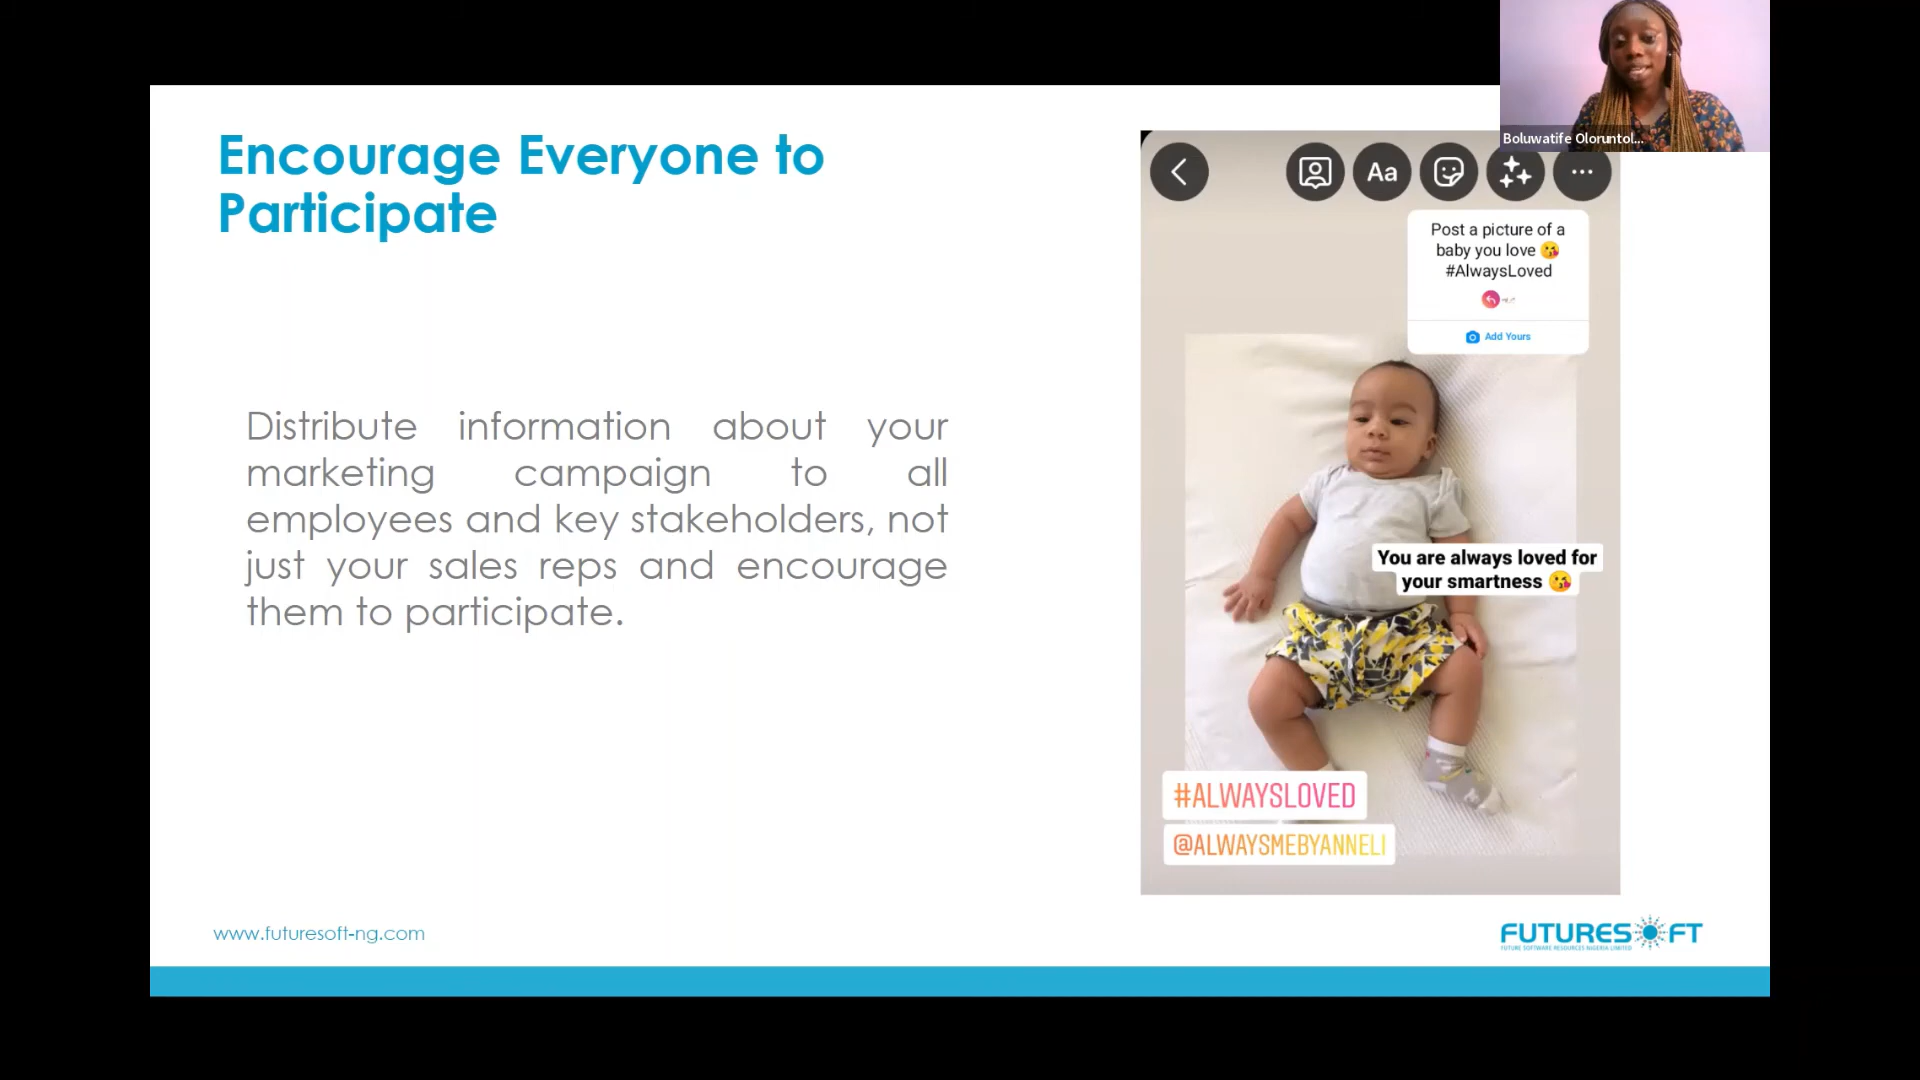 Encourage Everyone to
Participate
Distribute information about your
marketing campaign to all
employees and key stakeholders, not
just your sales reps and encourage
them to participate.
Boluwatife Oloruntol...
Aa
Post a picture of a
baby you love 😘
#AlwaysLoved
Add Yours
You are always loved for
your smartness 😘
#ALWAYSLOVED
@ALWAYSMEBYANNELI
www.futuresoft-ng.com
FUTURESOFT
FUTURE SOFTWARE RESOURCES NIGERIA LIMITED